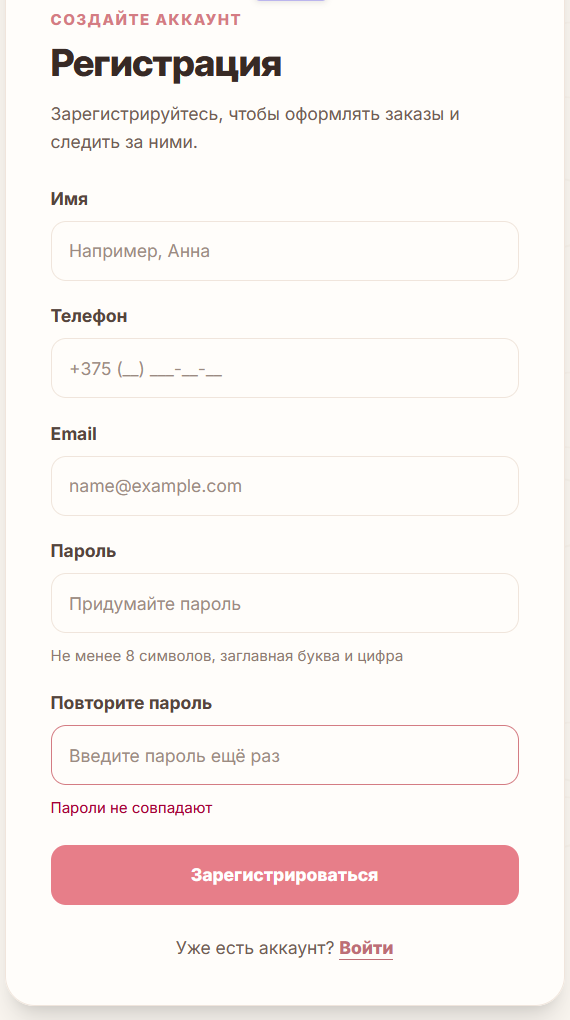 СОЗДАЙТЕ АККАУНТ
Регистрация
Зарегистрируйтесь, чтобы оформлять заказы и
следить за ними.
Имя
Например, Анна
Телефон
+375 (__) ___-__-__
Email
name@example.com
Пароль
Придумайте пароль
Не менее 8 символов, заглавная буква и цифра
Повторите пароль
Введите пароль ещё раз
Пароли не совпадают
Зарегистрироваться
Уже есть аккаунт? Войти